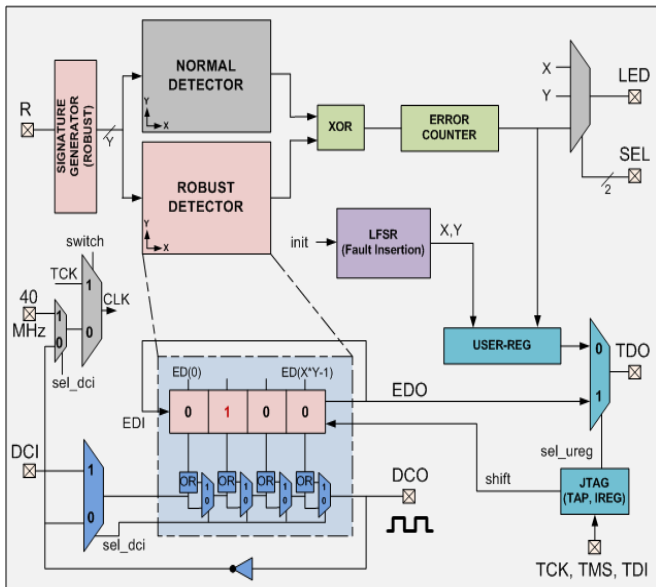 NORMAL
DETECTOR
Y
X
R
SIGNATURE
GENERATOR
(ROBUST)
Y
XOR
ERROR
COUNTER
X
Y
LED
SEL
2
ROBUST
DETECTOR
Y
X
LFSR
(Fault Insertion)
init
X,Y
switch
TCK
1
CLK
40
MHz
1
0
0
sel_dci
USER-REG
0
TDO
1
ED(0)
ED(X*Y-1)
EDI
0
1
0
0
EDO
sel_ureg
shift
JTAG
(TAP, IREG)
DCI
1
0
sel_dci
OR
1
0
OR
1
0
OR
1
0
OR
1
0
DCO
TCK, TMS, TDI